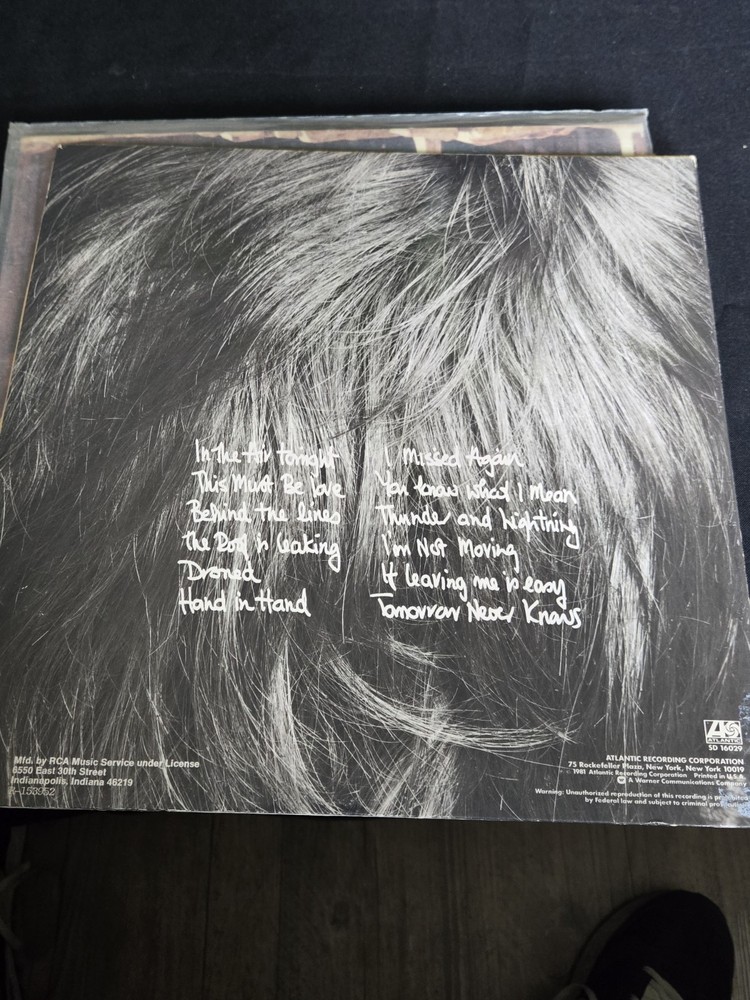 In the Air tonight
This Must Be love
Behind the lines
the Roof is leaking
Droned
Hand in Hand
I Missed Again
You know what I Mean
Thunder and Lightning
I'm Not Moving
If leaving me is easy
Tomorrow Never Knows
ATLANTIC
SD 16029
Mfd. by RCA Music Service under License
6550 East 30th Street
Indianapolis, Indiana 46219
R-153952
ATLANTIC RECORDING CORPORATION
75 Rockefeller Plaza, New York, New York 10019
© 1981 Atlantic Recording Corporation Printed in U.S.A.
A Warner Communications Company
Warning: Unauthorized reproduction of this recording is prohibited
by Federal law and subject to criminal prosecution